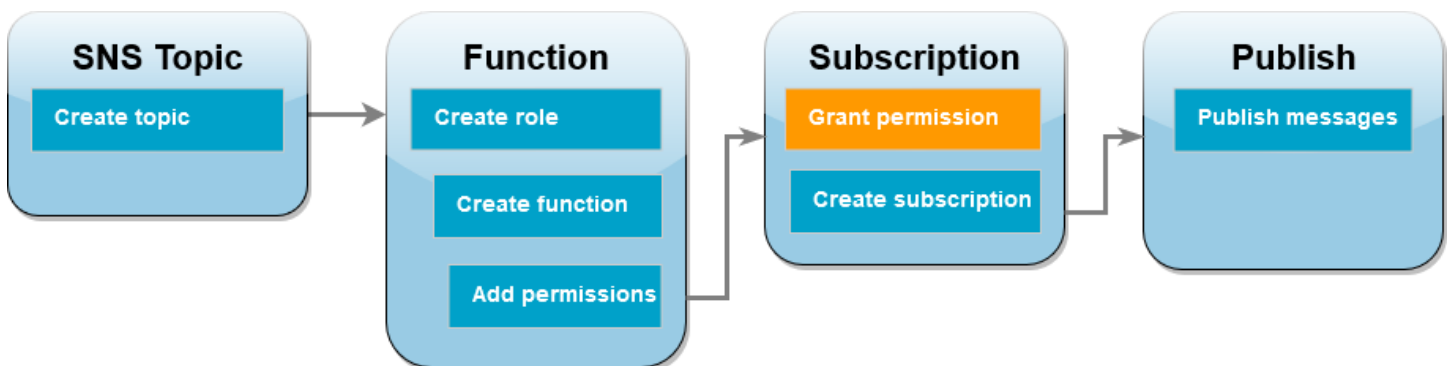 SNS Topic
Create topic
Function
Create role
Create function
Add permissions
Subscription
Grant permission
Create subscription
Publish
Publish messages